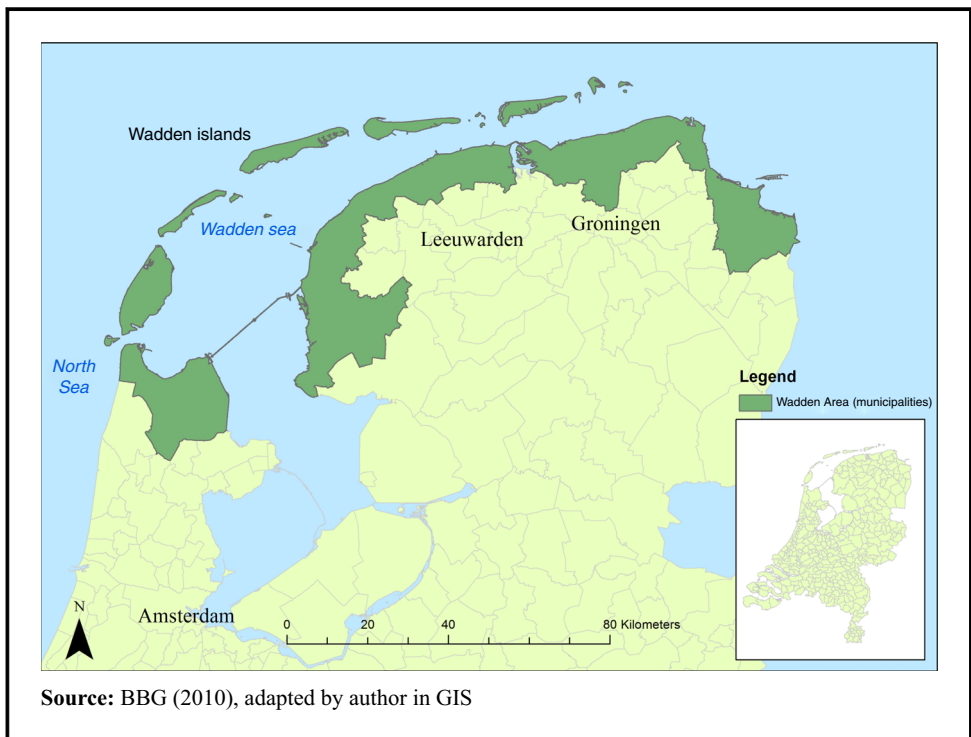 Wadden islands
Wadden sea
Leeuwarden
Groningen
North
Sea
Legend
Wadden Area (municipalities)
Amsterdam
N
0 20 40 80 Kilometers
Source: BBG (2010), adapted by author in GIS